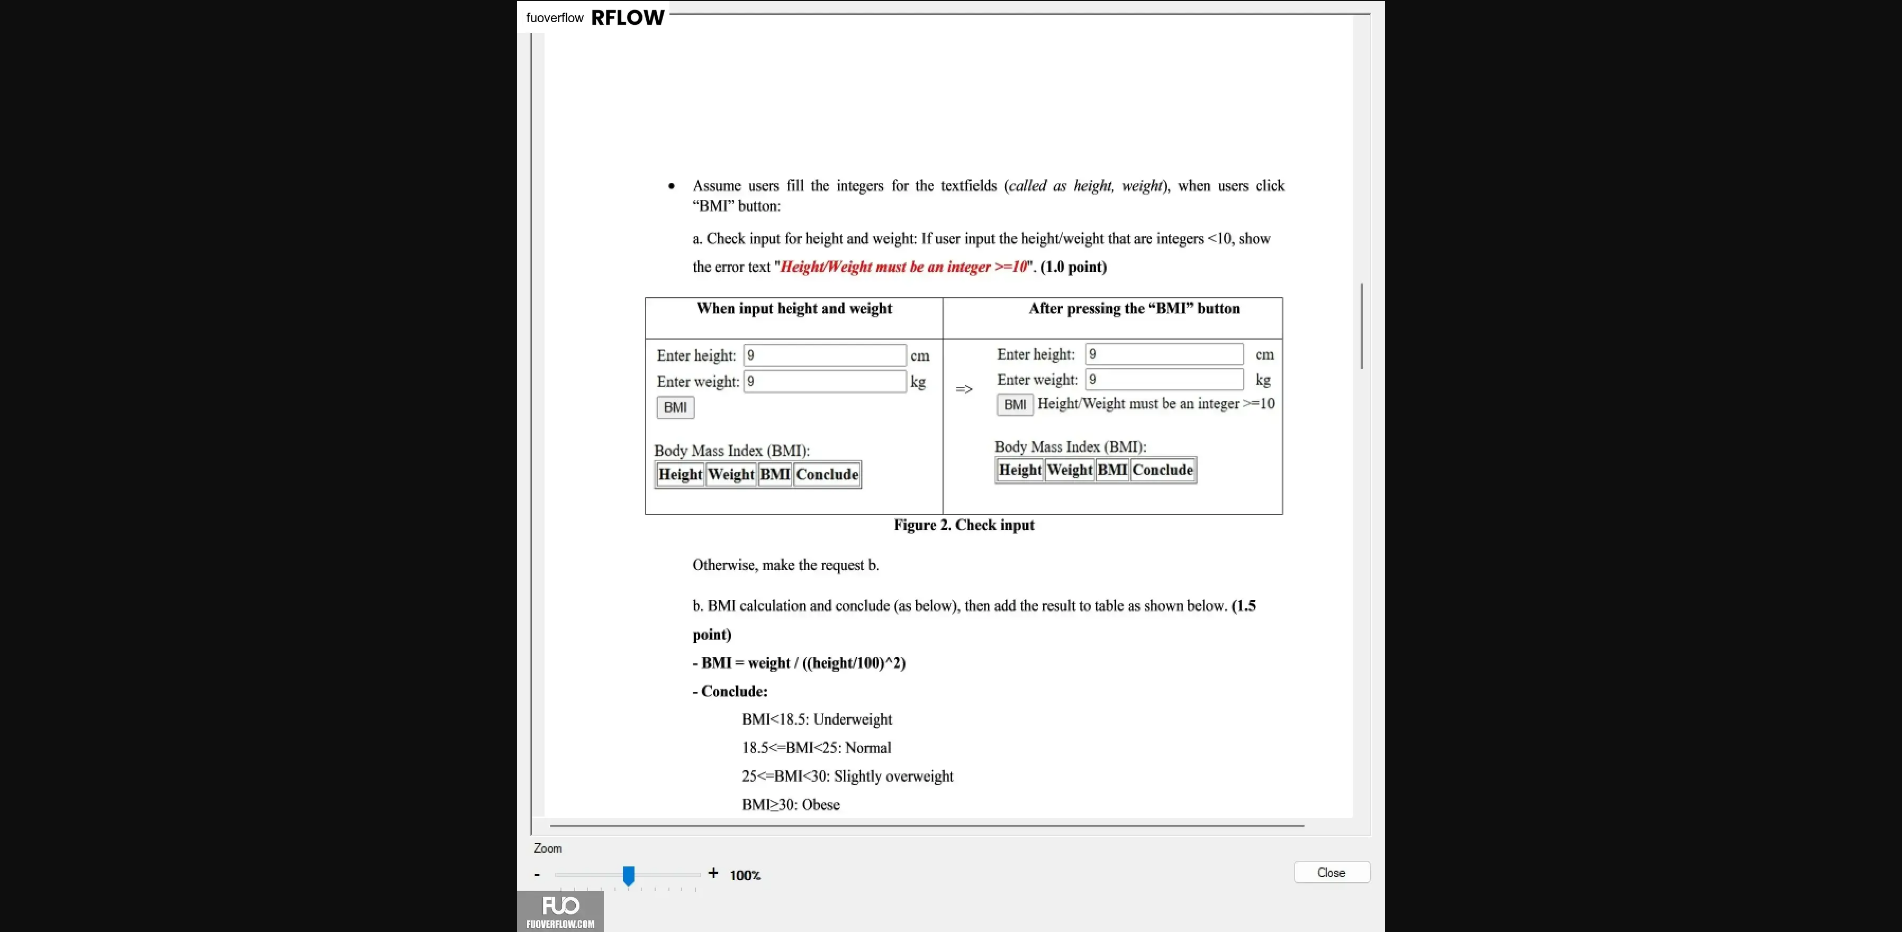 fuoverflow RFLOW
• Assume users fill the integers for the textfields (called as height, weight), when users click
“BMI” button:
a. Check input for height and weight: If user input the height/weight that are integers <10, show
the error text "Height/Weight must be an integer >=10". (1.0 point)
When input height and weight
After pressing the “BMI” button
Enter height: 9 cm
Enter weight: 9 kg
BMI
Body Mass Index (BMI):
Height Weight BMI Conclude
=>
Enter height: 9 cm
Enter weight: 9 kg
BMI Height/Weight must be an integer >=10
Body Mass Index (BMI):
Height Weight BMI Conclude
Figure 2. Check input
Otherwise, make the request b.
b. BMI calculation and conclude (as below), then add the result to table as shown below. (1.5
point)
- BMI = weight / ((height/100)^2)
- Conclude:
BMI<18.5: Underweight
18.5<=BMI<25: Normal
25<=BMI<30: Slightly overweight
BMI≥30: Obese
Zoom
- + 100%
Close
FUO
FUOVERFLOW.COM